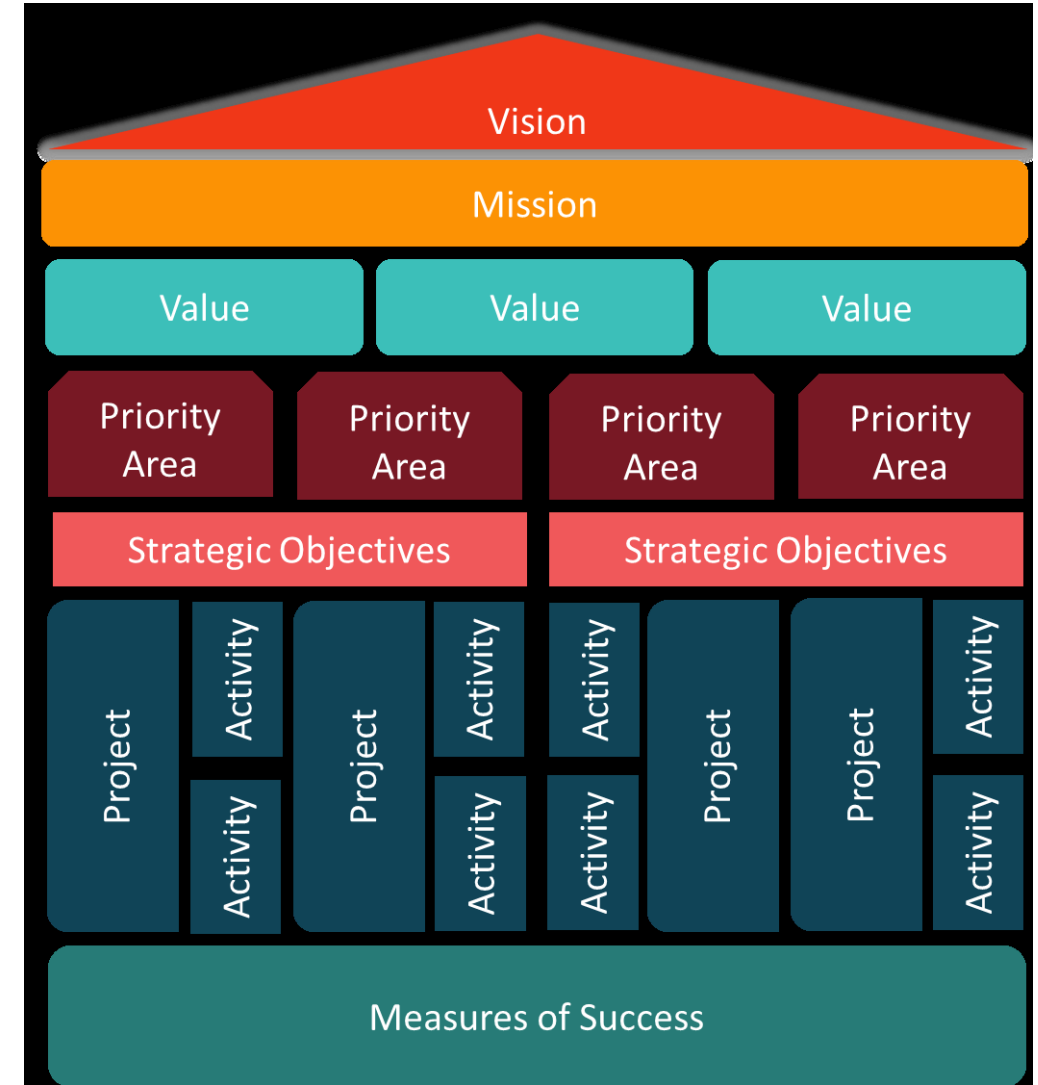 Vision
Mission
Value
Value
Value
Priority
Area
Priority
Area
Priority
Area
Priority
Area
Strategic Objectives
Strategic Objectives
Project
Activity
Activity
Project
Activity
Activity
Activity
Activity
Project
Project
Activity
Activity
Measures of Success